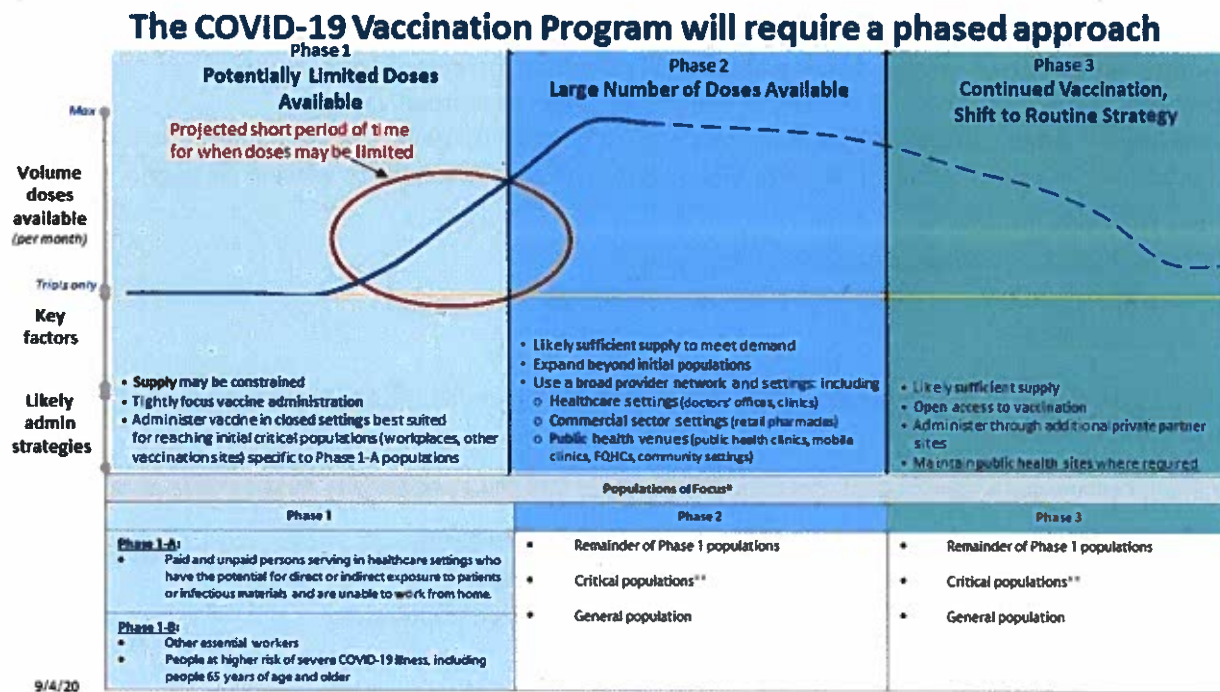 The COVID-19 Vaccination Program will require a phased approach
Phase 1
Potentially Limited Doses
Available
Phase 2
Large Number of Doses Available
Phase 3
Continued Vaccination,
Shift to Routine Strategy
Projected short period of time
for when doses may be limited
Max
Volume
doses
available
(per month)
Trials only
Key
factors
Likely
admin
strategies
• Supply may be constrained
• Tightly focus vaccine administration
• Administer vaccine in closed settings best suited
for reaching initial critical populations (workplaces, other
vaccination sites) specific to Phase 1-A populations
• Likely sufficient supply to meet demand
• Expand beyond initial populations
• Use a broad provider network and settings including
o Healthcare settings (doctors' offices, clinics)
o Commercial sector settings (retail pharmacies)
o Public health venues (public health clinics, mobile
clinics, FQHCs, community settings)
• Likely sufficient supply
• Open access to vaccination
• Administer through additional private partner
sites
• Maintain public health sites where required
Populations of Focus*
Phase 1
Phase 2
Phase 3
Phase 1-A:
• Paid and unpaid persons serving in healthcare settings who
have the potential for direct or indirect exposure to patients
or infectious materials and are unable to work from home.
Phase 1-B:
• Other essential workers
• People at higher risk of severe COVID-19 illness, including
people 65 years of age and older
• Remainder of Phase 1 populations
• Critical populations**
• General population
• Remainder of Phase 1 populations
• Critical populations**
• General population
9/4/20